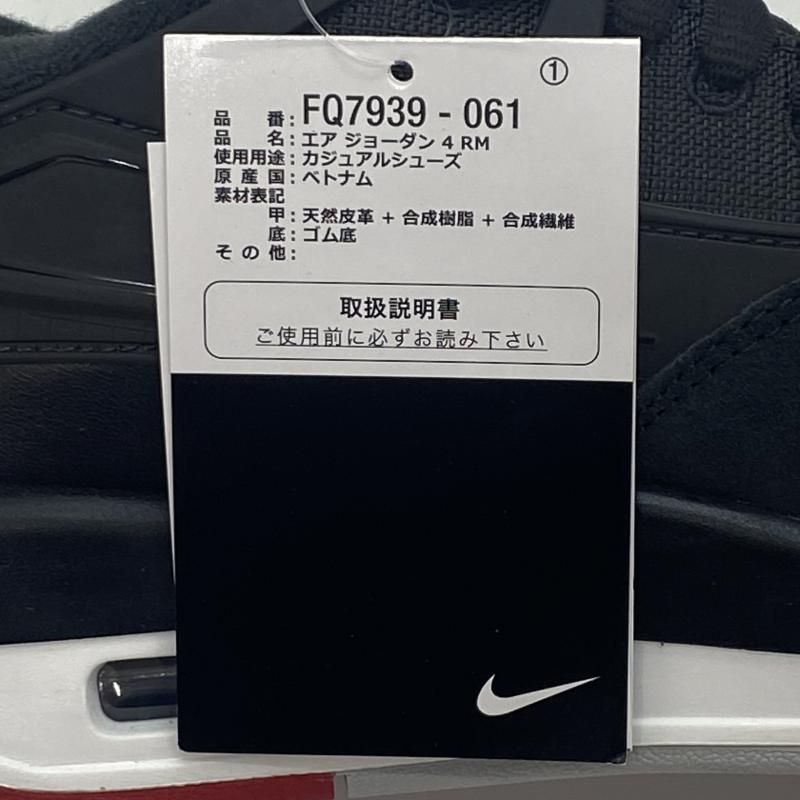 ①
品番:FQ7939 - 061
品名:エア ジョーダン 4 RM
使用用途:カジュアルシューズ
原産国:ベトナム
素材表記
甲:天然皮革 + 合成樹脂 + 合成繊維
底:ゴム底
その他:
取扱説明書
ご使用前に必ずお読み下さい